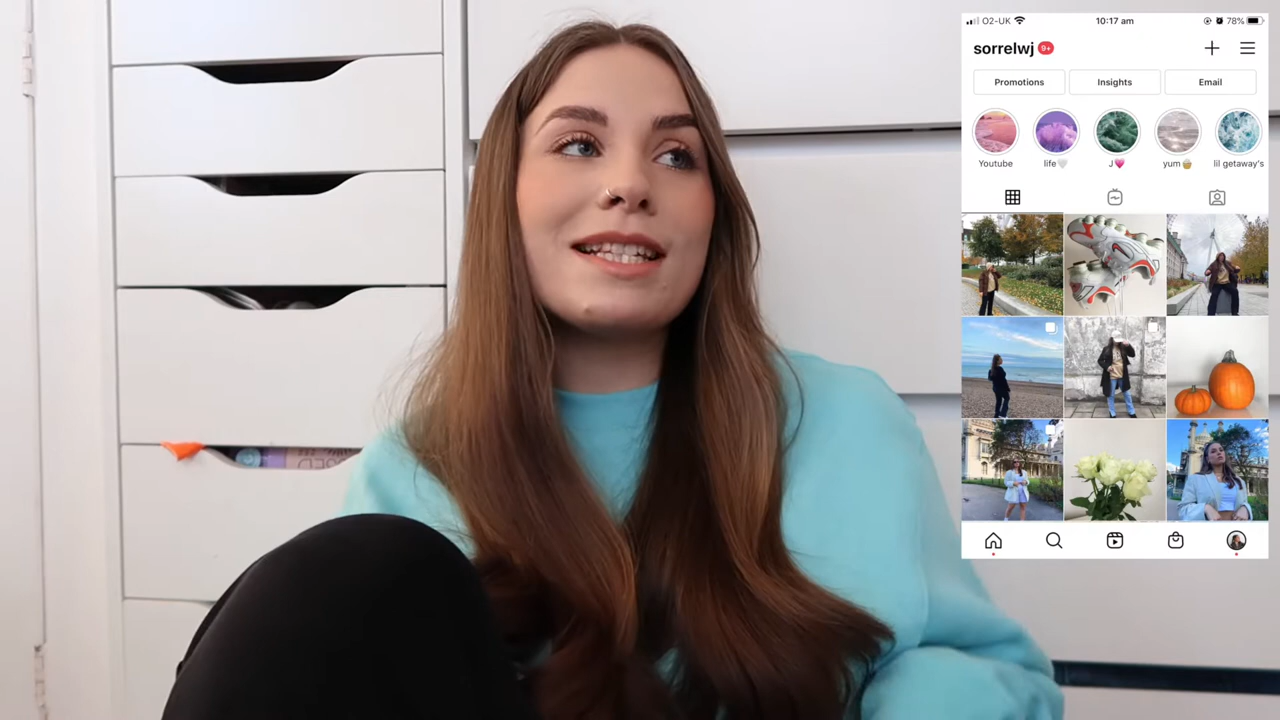 O2-UK 10:17 am 78%
sorrelwj 9+
Promotions Insights Email
Youtube life🤍 J💗 yum🧁 lil getaway's